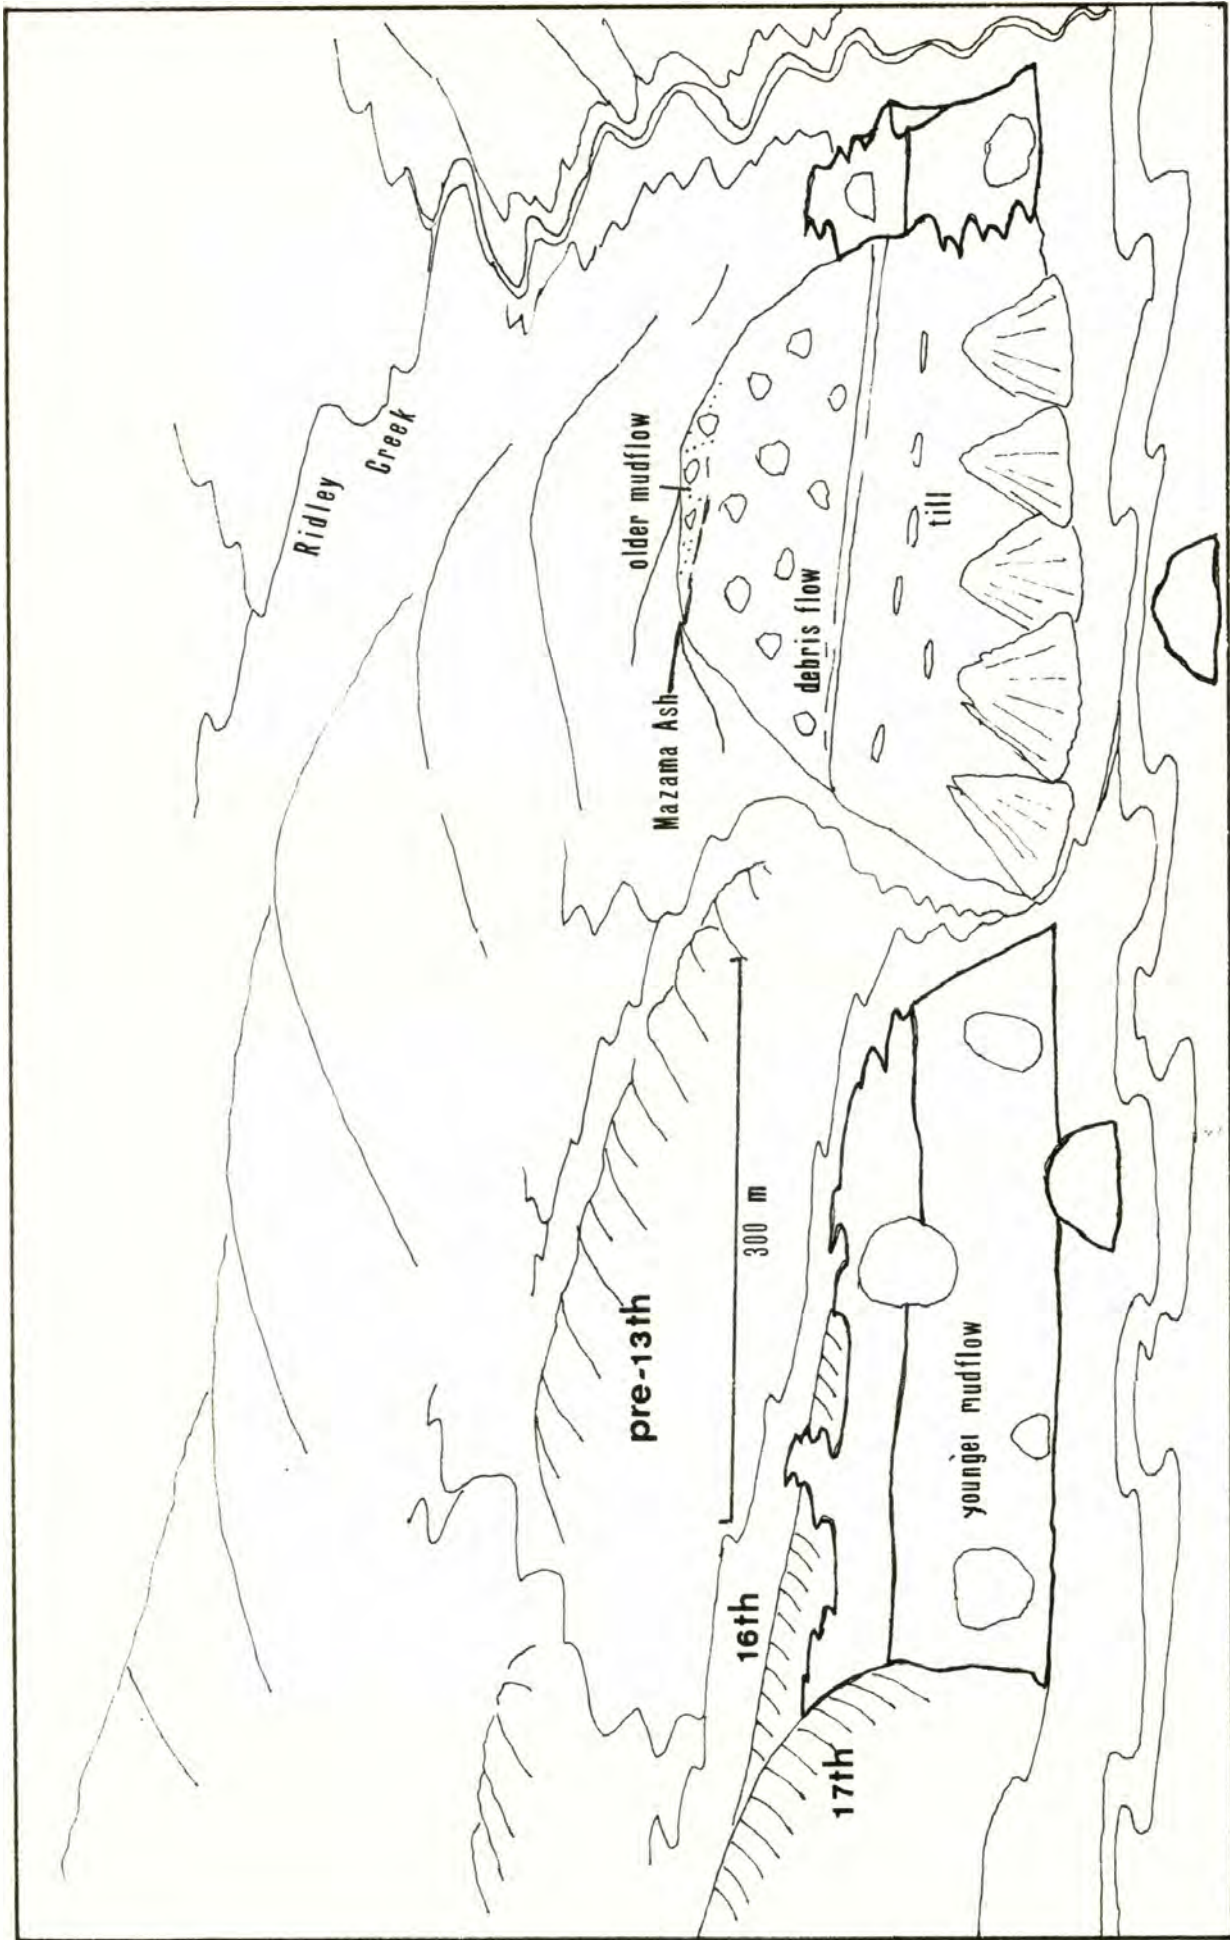 Ridley
Creek
older mudflow
Mazama Ash
debris flow
till
pre-13th
300 m
16th
younger mudflow
17th